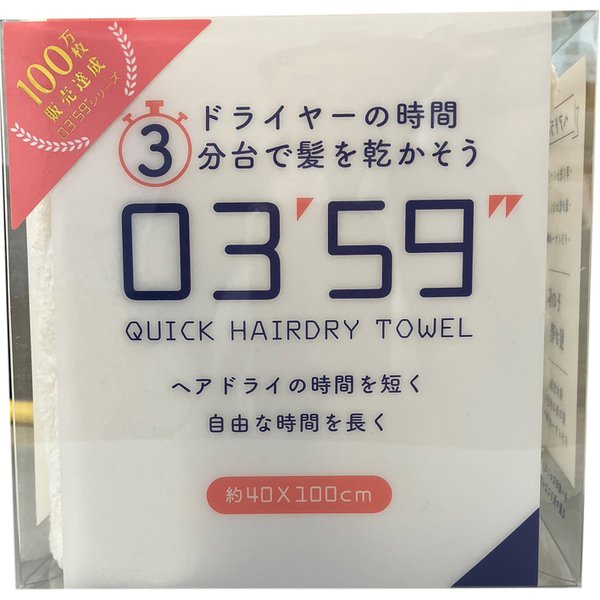 100万枚
販売達成
03'59"シリーズ
ドライヤーの時間
3分台で髪を乾かそう
03'59"
QUICK HAIRDRY TOWEL
ヘアドライの時間を短く
自由な時間を長く
約40X100cm